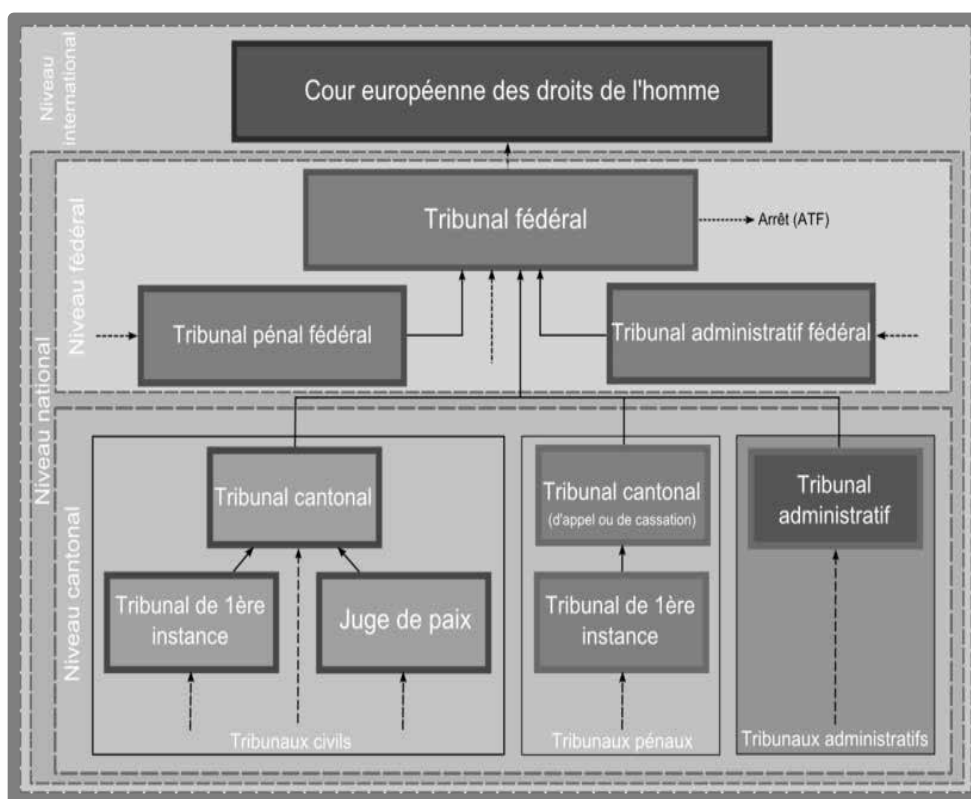 Niveau
international
Cour européenne des droits de l'homme
Niveau national
Niveau fédéral
Tribunal fédéral
Arrêt (ATF)
Tribunal pénal fédéral
Tribunal administratif fédéral
Niveau cantonal
Tribunal cantonal
Tribunal de 1ère
instance
Juge de paix
Tribunaux civils
Tribunal cantonal
(d'appel ou de cassation)
Tribunal de 1ère
instance
Tribunaux pénaux
Tribunal
administratif
Tribunaux administratifs